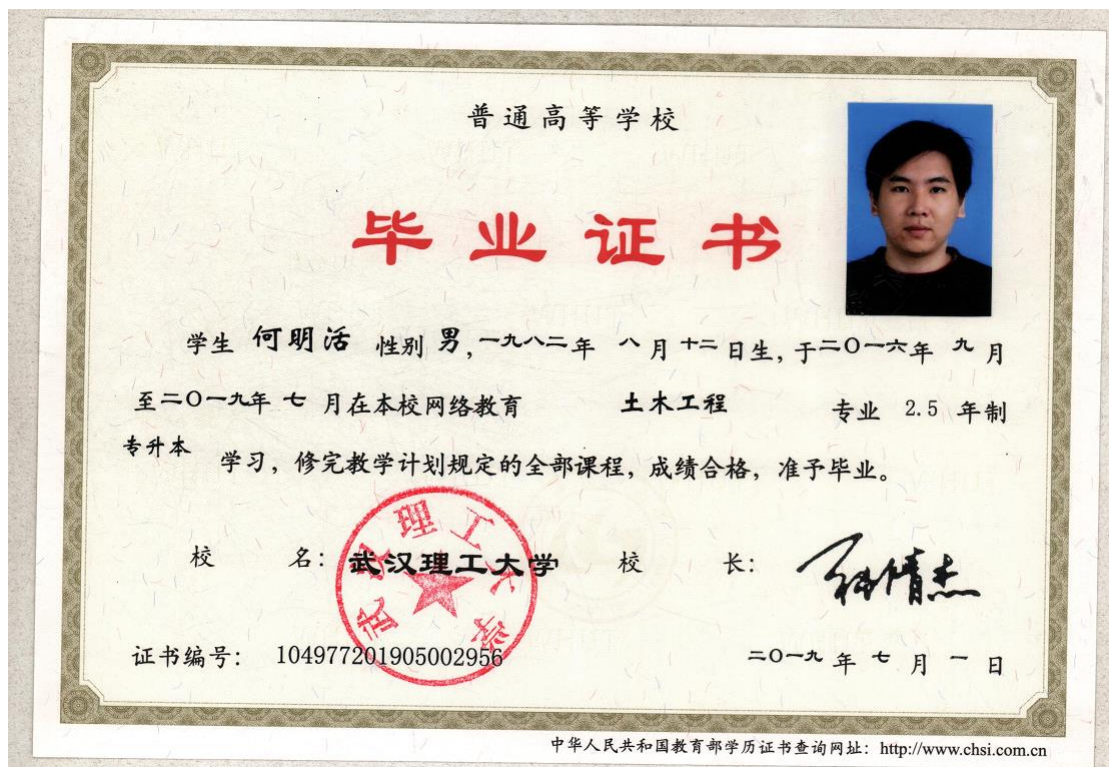 普通高等学校
毕业证书
学生 何明活 性别 男,一九八二年 八月十二日生,于二〇一六年 九月
至二〇一九年 七 月在本校网络教育 土木工程 专业 2.5 年制
专升本 学习，修完教学计划规定的全部课程，成绩合格，准予毕业。
校 名：武汉理工大学 校 长：
武汉理工大学
证书编号： 104977201905002956 二〇一九 年 七 月 一 日
中华人民共和国教育部学历证书查询网址：http://www.chsi.com.cn